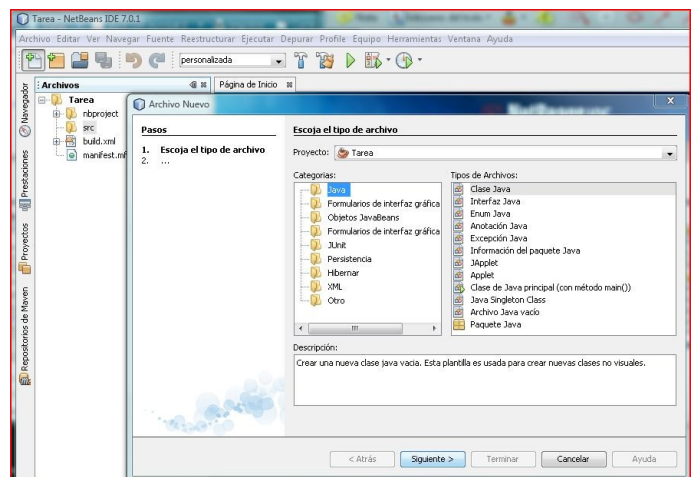 Tarea - NetBeans IDE 7.0.1
Archivo Editar Ver Navegar Fuente Reestructurar Ejecutar Depurar Profile Equipo Herramientas Ventana Ayuda
personalizada
Archivos
Página de Inicio
Navegador
Prestaciones
Proyectos
Repostorios de Maven
Tarea
nbproject
src
build.xml
manifest.mf
Archivo Nuevo
X
Pasos
1. Escoja el tipo de archivo
2. ...
Escoja el tipo de archivo
Proyecto: Tarea
Categorias:
Java
Formularios de interfaz gráfica
Objetos JavaBeans
Formularios de interfaz gráfica
JUnit
Persistencia
Hibernar
XML
Otro
Tipos de Archivos:
Clase Java
Interfaz Java
Enum Java
Anotación Java
Excepción Java
Información del paquete Java
JApplet
Applet
Clase de Java principal (con método main())
Java Singleton Class
Archivo Java vacío
Paquete Java
Descripción:
Crear una nueva clase java vacia. Esta plantilla es usada para crear nuevas clases no visuales.
< Atrás
Siguiente >
Terminar
Cancelar
Ayuda